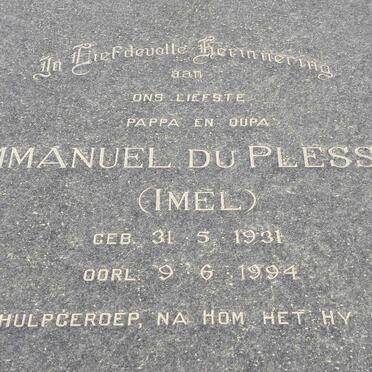 In Liefdevolle Herinnering
aan
ONS LIEFSTE
PAPPA EN OUPA
MMANUEL DU PLESS
(IMEL)
GEB. 31 · 5 · 1931
OORL. 9 · 6 · 1994
HULPGEROEP, NA HOM HET HY